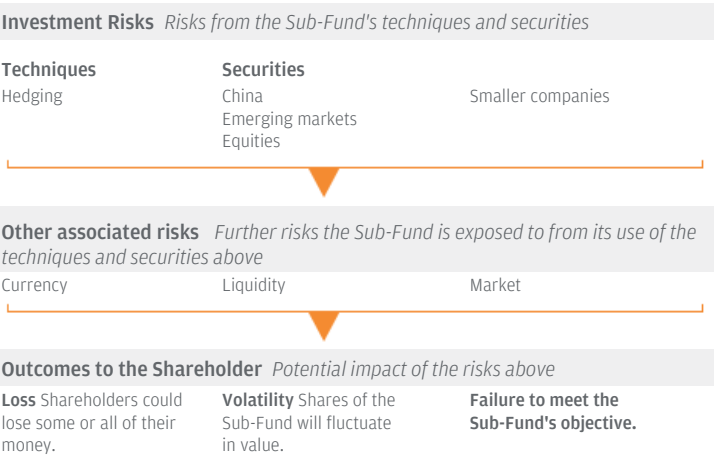 Investment Risks Risks from the Sub-Fund's techniques and securities
Techniques Securities
Hedging China Smaller companies
Emerging markets
Equities
Other associated risks Further risks the Sub-Fund is exposed to from its use of the
techniques and securities above
Currency Liquidity Market
Outcomes to the Shareholder Potential impact of the risks above
Loss Shareholders could
lose some or all of their
money.
Volatility Shares of the
Sub-Fund will fluctuate
in value.
Failure to meet the
Sub-Fund's objective.